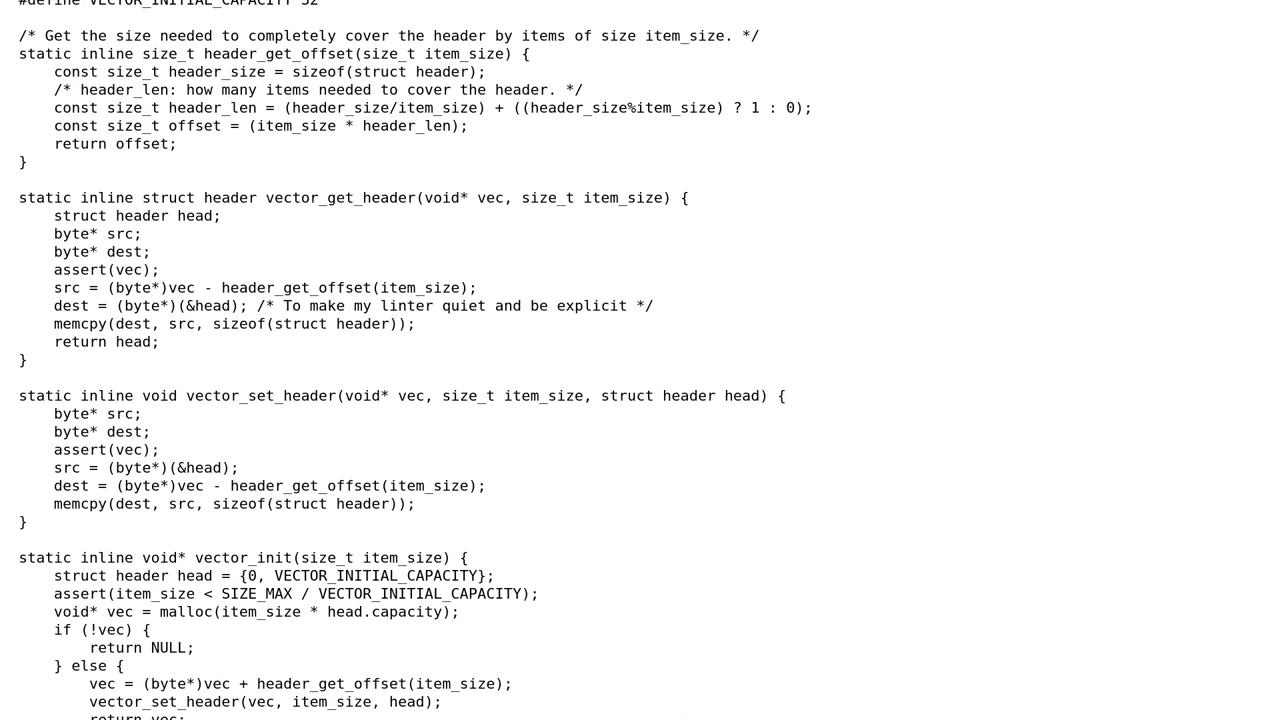 #define VECTOR_INITIAL_CAPACITY 32
/* Get the size needed to completely cover the header by items of size item_size. */
static inline size_t header_get_offset(size_t item_size) {
    const size_t header_size = sizeof(struct header);
    /* header_len: how many items needed to cover the header. */
    const size_t header_len = (header_size/item_size) + ((header_size%item_size) ? 1 : 0);
    const size_t offset = (item_size * header_len);
    return offset;
}
static inline struct header vector_get_header(void* vec, size_t item_size) {
    struct header head;
    byte* src;
    byte* dest;
    assert(vec);
    src = (byte*)vec - header_get_offset(item_size);
    dest = (byte*)(&head); /* To make my linter quiet and be explicit */
    memcpy(dest, src, sizeof(struct header));
    return head;
}
static inline void vector_set_header(void* vec, size_t item_size, struct header head) {
    byte* src;
    byte* dest;
    assert(vec);
    src = (byte*)(&head);
    dest = (byte*)vec - header_get_offset(item_size);
    memcpy(dest, src, sizeof(struct header));
}
static inline void* vector_init(size_t item_size) {
    struct header head = {0, VECTOR_INITIAL_CAPACITY};
    assert(item_size < SIZE_MAX / VECTOR_INITIAL_CAPACITY);
    void* vec = malloc(item_size * head.capacity);
    if (!vec) {
        return NULL;
    } else {
        vec = (byte*)vec + header_get_offset(item_size);
        vector_set_header(vec, item_size, head);
        return vec;